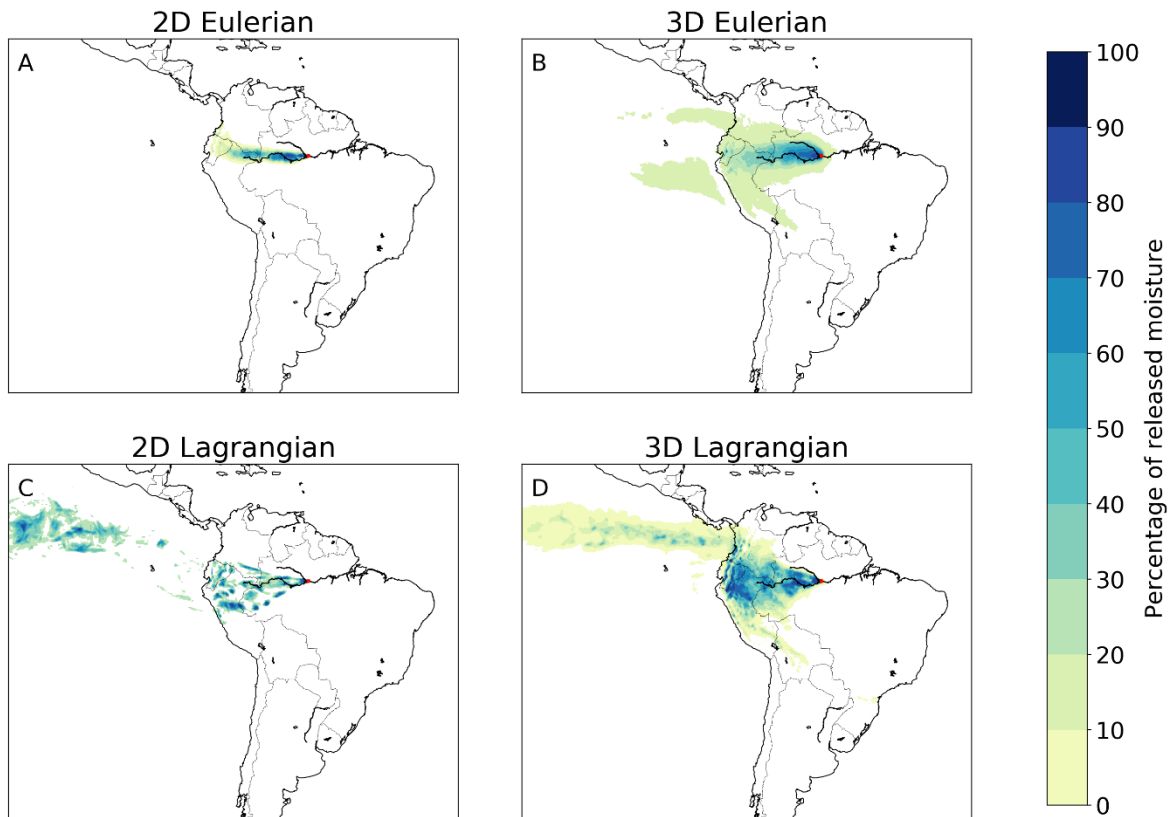 2D Eulerian
3D Eulerian
A
B
2D Lagrangian
3D Lagrangian
C
D
100
90
80
70
60
50
40
30
20
10
0
Percentage of released moisture